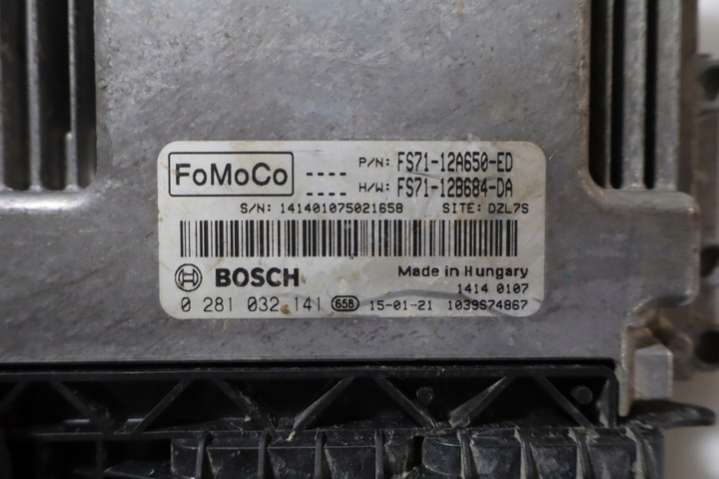 FoMoCo
---- P/N: FS71-12A650-ED
---- H/W: FS71-12B684-DA
S/N: 141401075021658 SITE: DZL7S
BOSCH Made in Hungary
1414 0107
0 281 032 141 65B 15-01-21 1039S74867